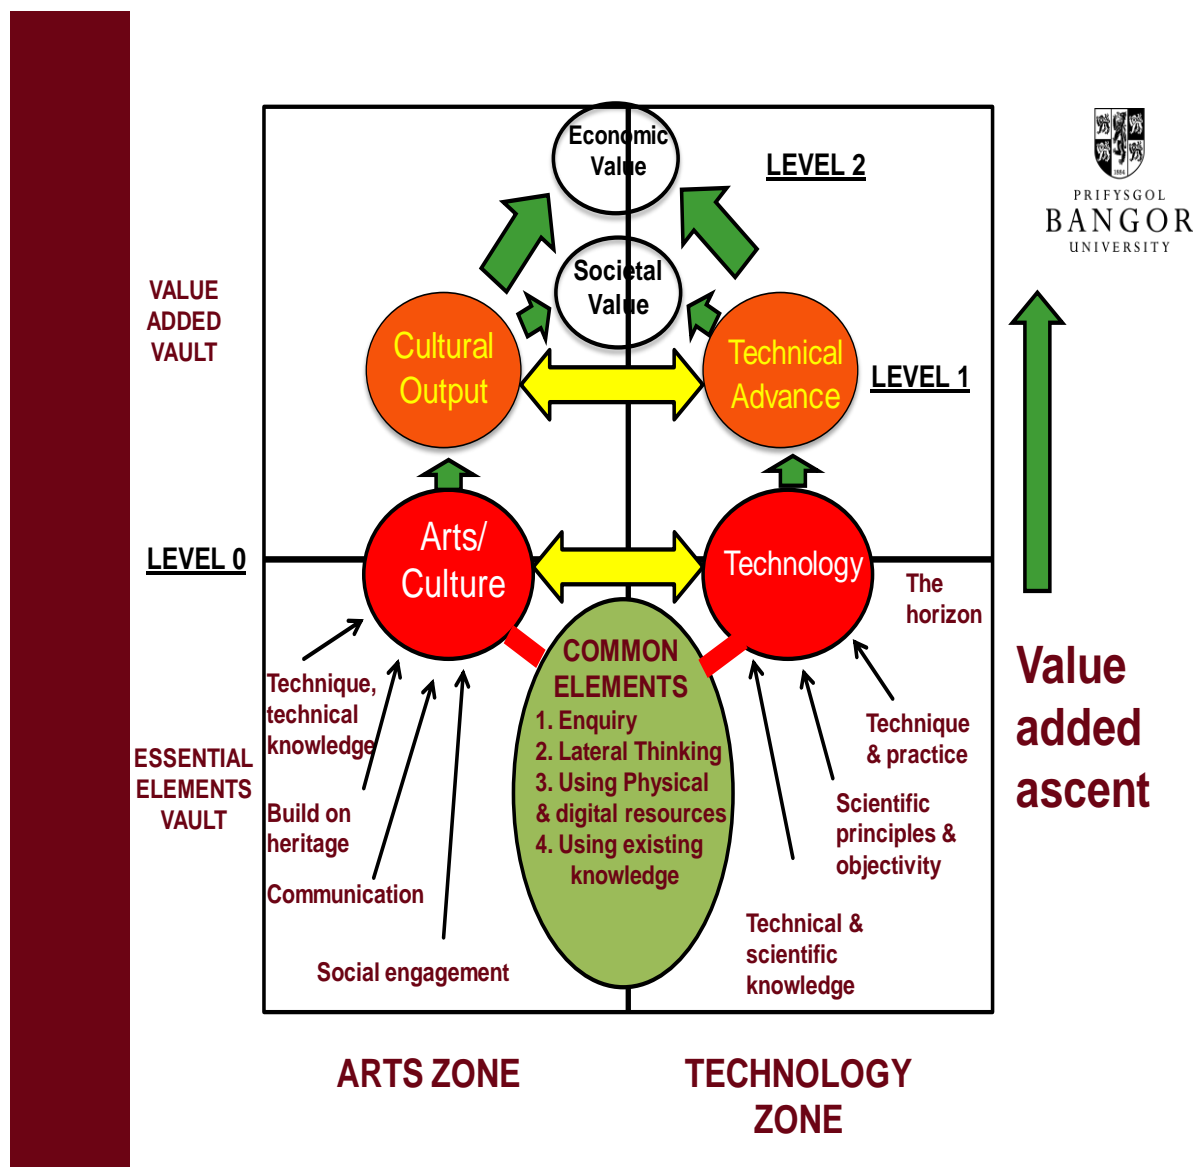 Economic
Value
LEVEL 2
1884
PRIFYSGOL
BANGOR
UNIVERSITY
Societal
Value
VALUE
ADDED
VAULT
Cultural
Output
Technical
Advance
LEVEL 1
LEVEL 0
Arts/
Culture
Technology
The
horizon
COMMON
ELEMENTS
1. Enquiry
2. Lateral Thinking
3. Using Physical
& digital resources
4. Using existing
knowledge
Technique,
technical
knowledge
Build on
heritage
Communication
Social engagement
Technique
& practice
Scientific
principles &
objectivity
Technical &
scientific
knowledge
ESSENTIAL
ELEMENTS
VAULT
Value
added
ascent
ARTS ZONE
TECHNOLOGY
ZONE